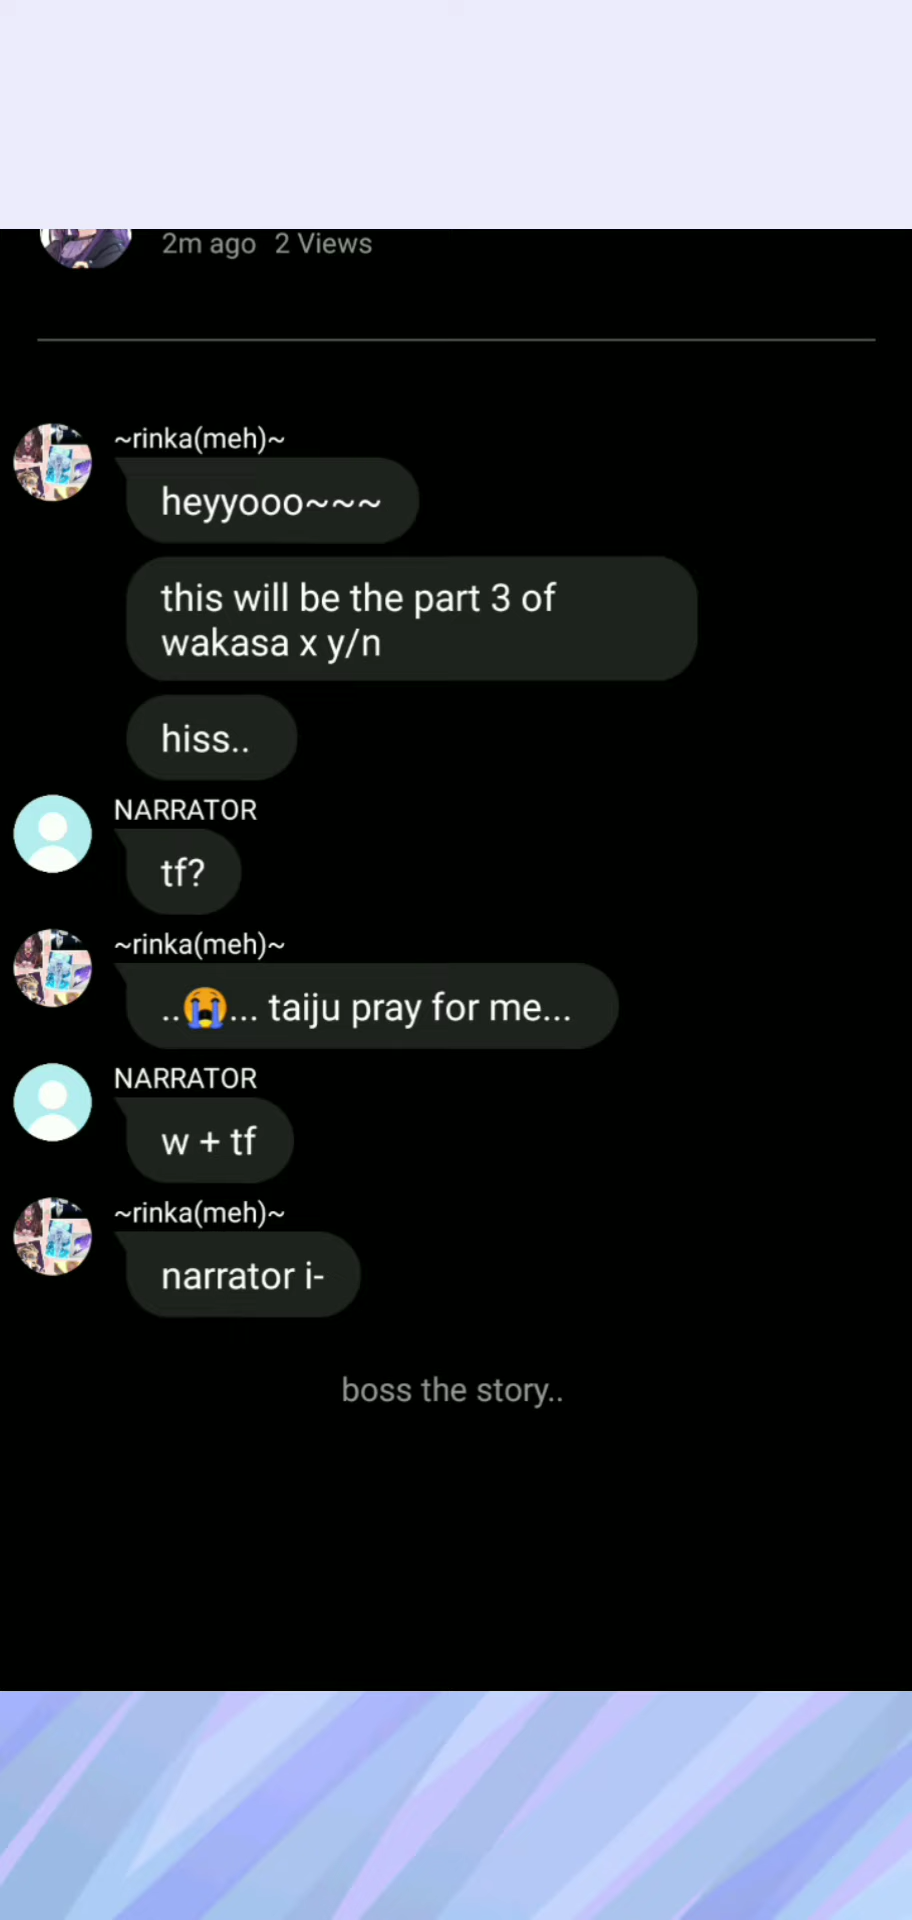 2m ago 2 Views
~rinka(meh)~
heyyooo~~~
this will be the part 3 of
wakasa x y/n
hiss..
NARRATOR
tf?
~rinka(meh)~
..😭... taiju pray for me...
NARRATOR
w + tf
~rinka(meh)~
narrator i-
boss the story..